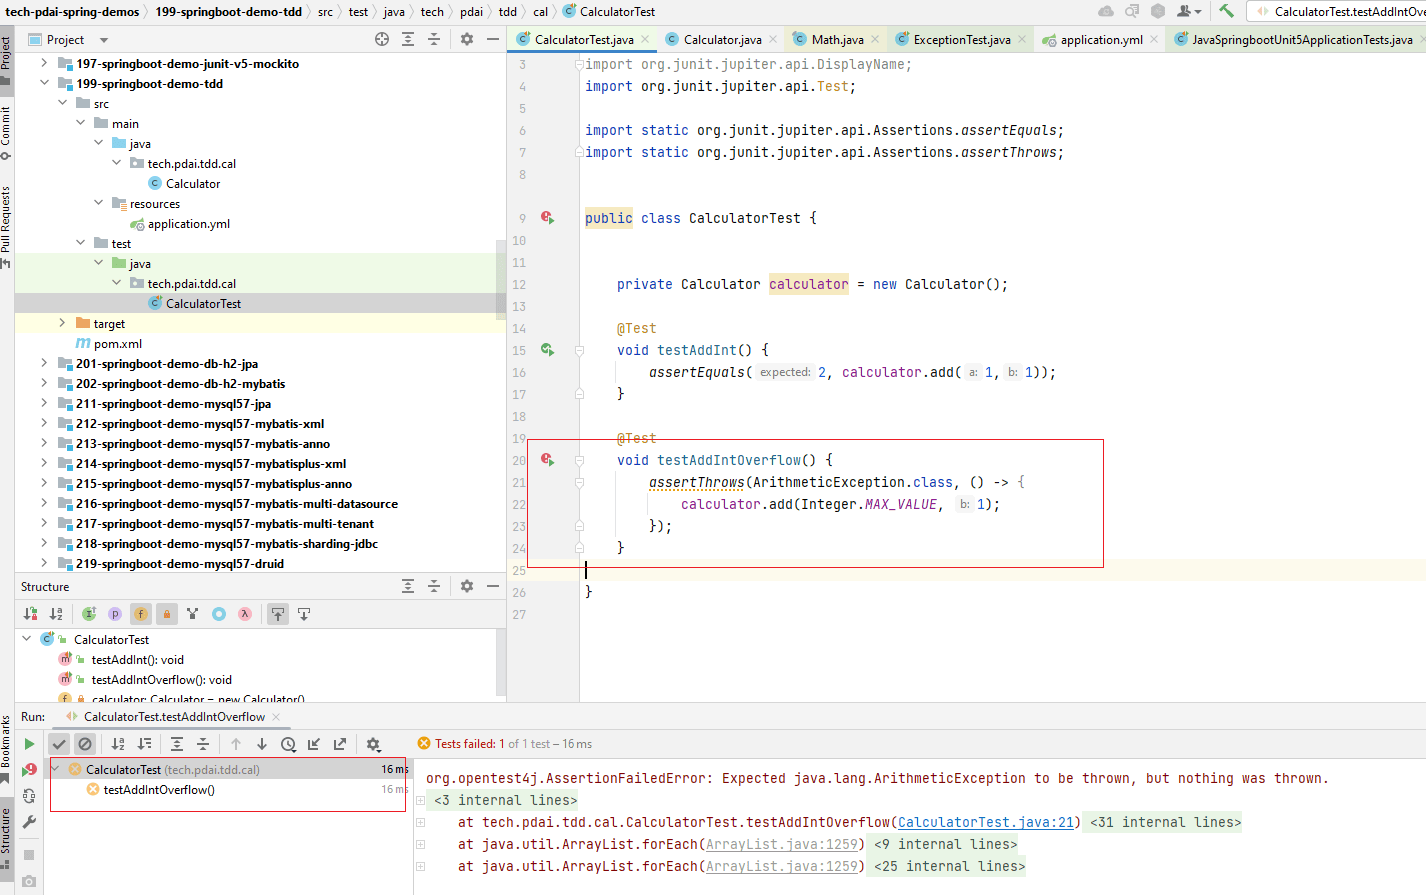 tech-pdai-spring-demos 199-springboot-demo-tdd src test java tech pdai tdd cal CalculatorTest
CalculatorTest.testAddIntOve
Project
CalculatorTest.java Calculator.java Math.java ExceptionTest.java application.yml JavaSpringbootUnit5ApplicationTests.java
Project
Commit
Pull Requests
Bookmarks
Structure
197-springboot-demo-junit-v5-mockito
199-springboot-demo-tdd
src
main
java
tech.pdai.tdd.cal
Calculator
resources
application.yml
test
java
tech.pdai.tdd.cal
CalculatorTest
target
pom.xml
201-springboot-demo-db-h2-jpa
202-springboot-demo-db-h2-mybatis
211-springboot-demo-mysql57-jpa
212-springboot-demo-mysql57-mybatis-xml
213-springboot-demo-mysql57-mybatis-anno
214-springboot-demo-mysql57-mybatisplus-xml
215-springboot-demo-mysql57-mybatisplus-anno
216-springboot-demo-mysql57-mybatis-multi-datasource
217-springboot-demo-mysql57-mybatis-multi-tenant
218-springboot-demo-mysql57-mybatis-sharding-jdbc
219-springboot-demo-mysql57-druid
3 import org.junit.jupiter.api.DisplayName;
4 import org.junit.jupiter.api.Test;
5
6 import static org.junit.jupiter.api.Assertions.assertEquals;
7 import static org.junit.jupiter.api.Assertions.assertThrows;
8
9 public class CalculatorTest {
10
11
12 private Calculator calculator = new Calculator();
13
14 @Test
15 void testAddInt() {
16 assertEquals( expected: 2, calculator.add( a: 1, b: 1));
17 }
18
19 @Test
20 void testAddIntOverflow() {
21 assertThrows(ArithmeticException.class, () -> {
22 calculator.add(Integer.MAX_VALUE, b: 1);
23 });
24 }
25
26 }
27
Structure
CalculatorTest
testAddInt(): void
testAddIntOverflow(): void
calculator: Calculator = new Calculator()
Run: CalculatorTest.testAddIntOverflow
Tests failed: 1 of 1 test – 16 ms
CalculatorTest (tech.pdai.tdd.cal) 16 ms
testAddIntOverflow() 16 ms
org.opentest4j.AssertionFailedError: Expected java.lang.ArithmeticException to be thrown, but nothing was thrown.
<3 internal lines>
at tech.pdai.tdd.cal.CalculatorTest.testAddIntOverflow(CalculatorTest.java:21) <31 internal lines>
at java.util.ArrayList.forEach(ArrayList.java:1259) <9 internal lines>
at java.util.ArrayList.forEach(ArrayList.java:1259) <25 internal lines>